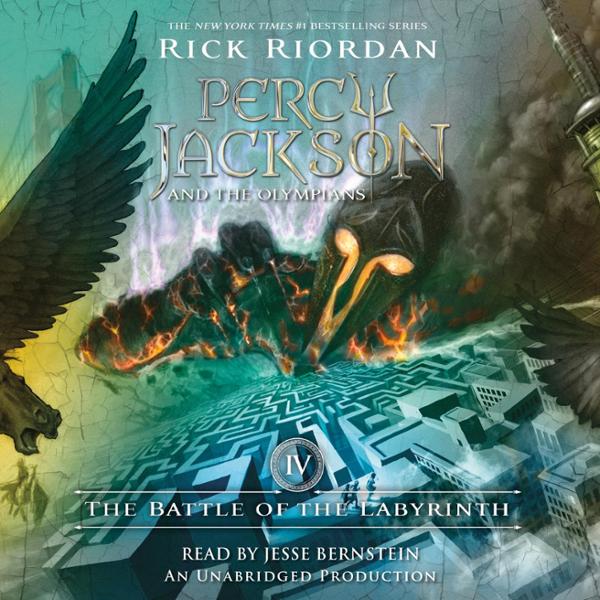 THE NEW YORK TIMES #1 BESTSELLING SERIES
RICK RIORDAN
PERCY
JACKSON
AND THE OLYMPIANS
IV
THE BATTLE OF THE LABYRINTH
READ BY JESSE BERNSTEIN
AN UNABRIDGED PRODUCTION